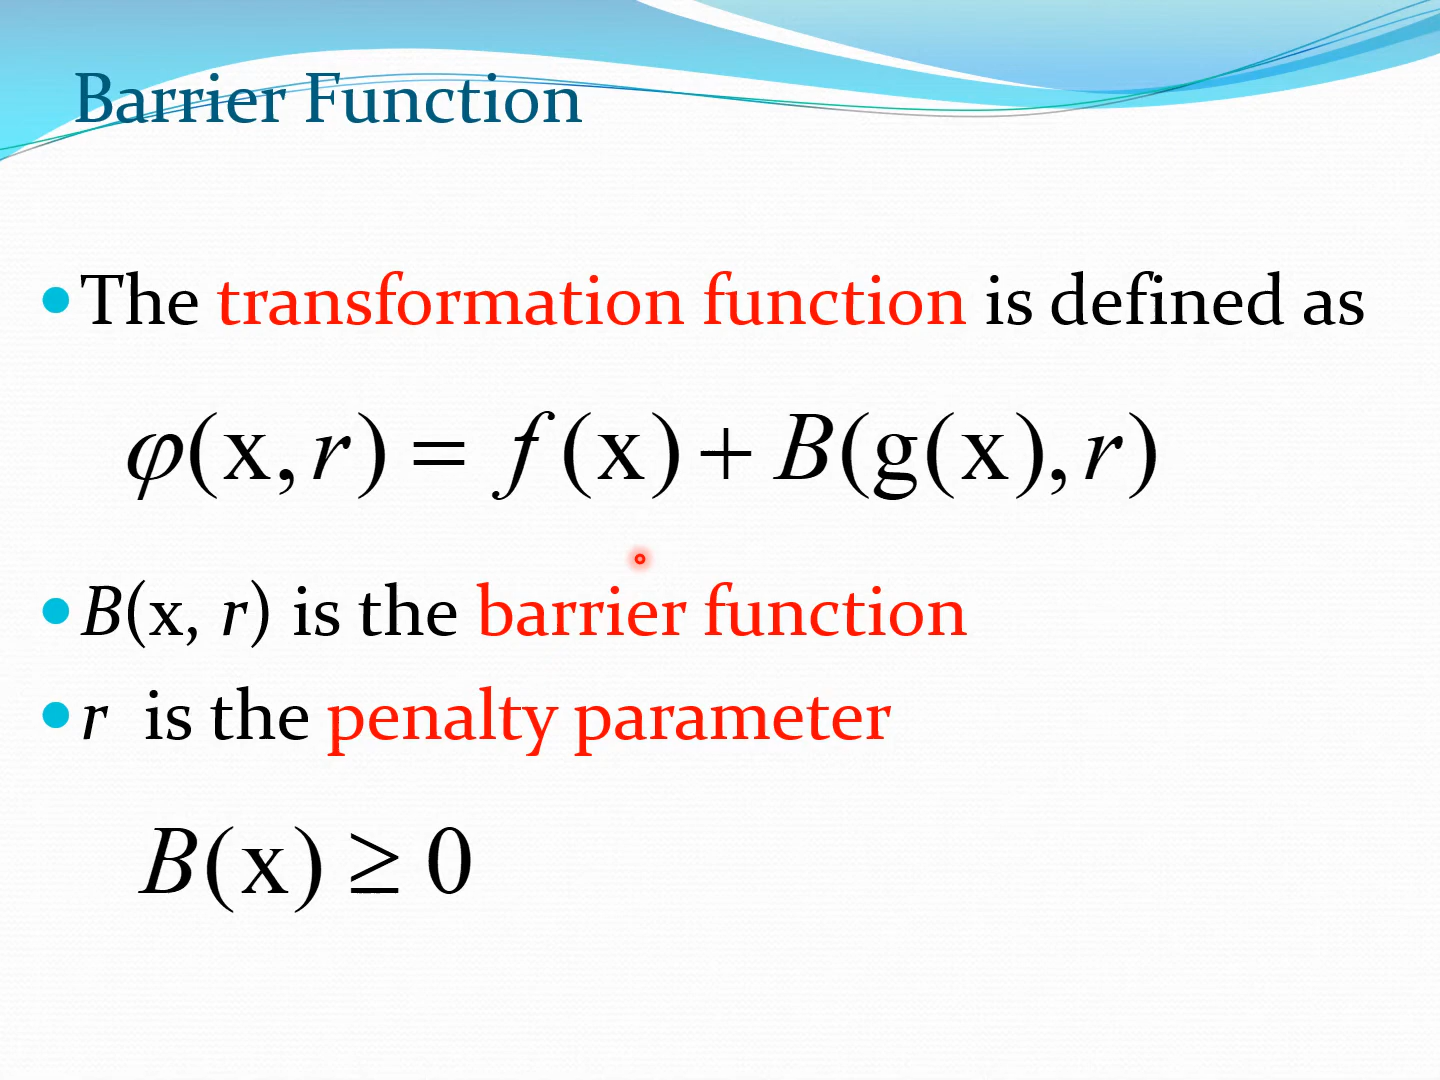 Barrier Function
• The transformation function is defined as
φ(x, r) = f(x) + B(g(x), r)
• B(x, r) is the barrier function
• r is the penalty parameter
B(x) ≥ 0